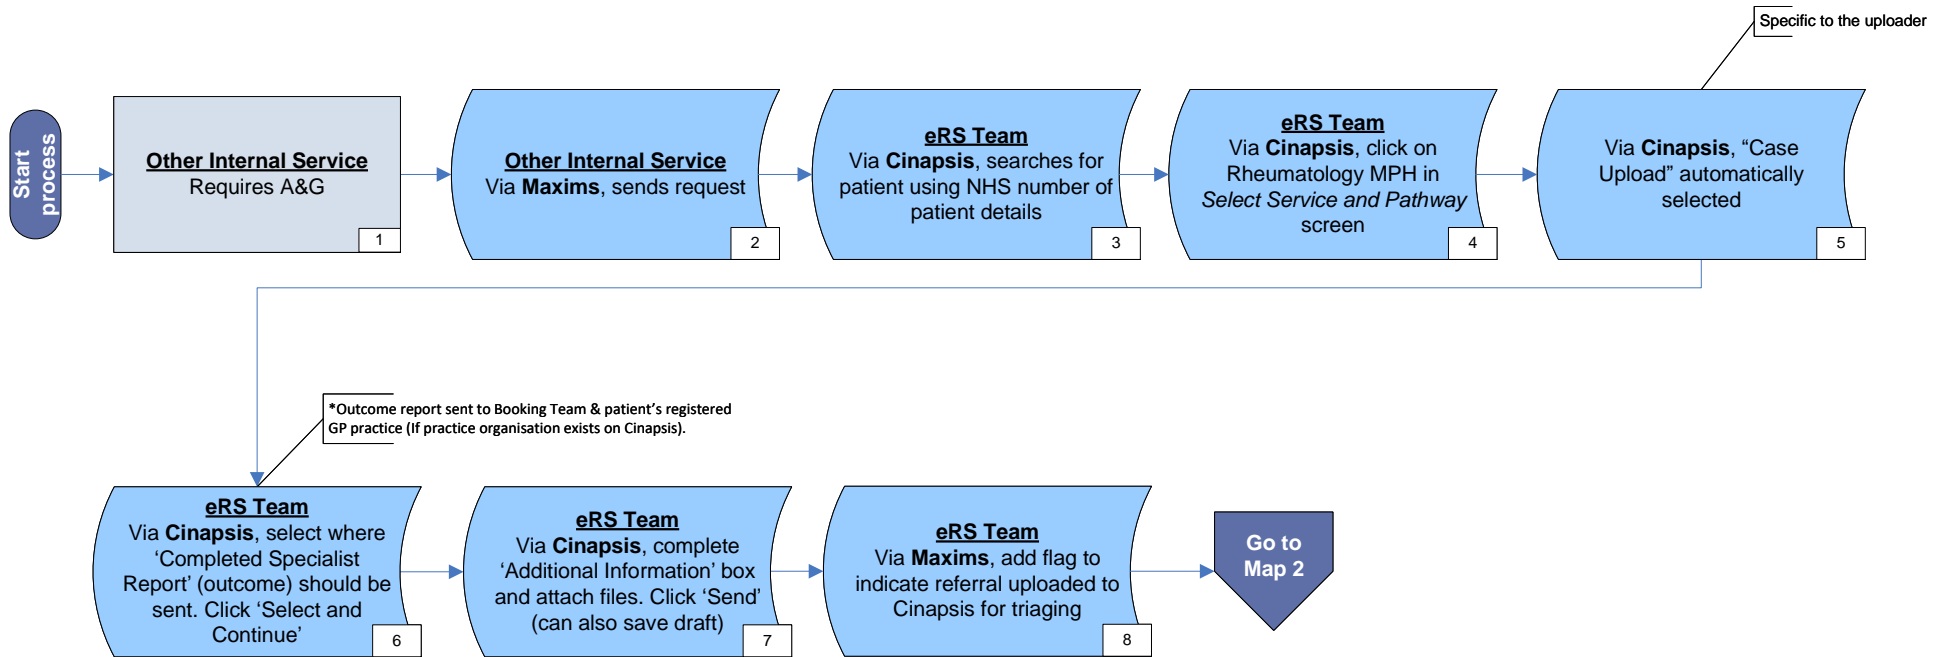 Specific to the uploader
Start
process
Other Internal Service
Requires A&G
1
Other Internal Service
Via Maxims, sends request
2
eRS Team
Via Cinapsis, searches for
patient using NHS number of
patient details
3
eRS Team
Via Cinapsis, click on
Rheumatology MPH in
Select Service and Pathway
screen
4
Via Cinapsis, “Case
Upload” automatically
selected
5
*Outcome report sent to Booking Team & patient’s registered
GP practice (If practice organisation exists on Cinapsis).
eRS Team
Via Cinapsis, select where
‘Completed Specialist
Report’ (outcome) should be
sent. Click ‘Select and
Continue’
6
eRS Team
Via Cinapsis, complete
‘Additional Information’ box
and attach files. Click ‘Send’
(can also save draft)
7
eRS Team
Via Maxims, add flag to
indicate referral uploaded to
Cinapsis for triaging
8
Go to
Map 2